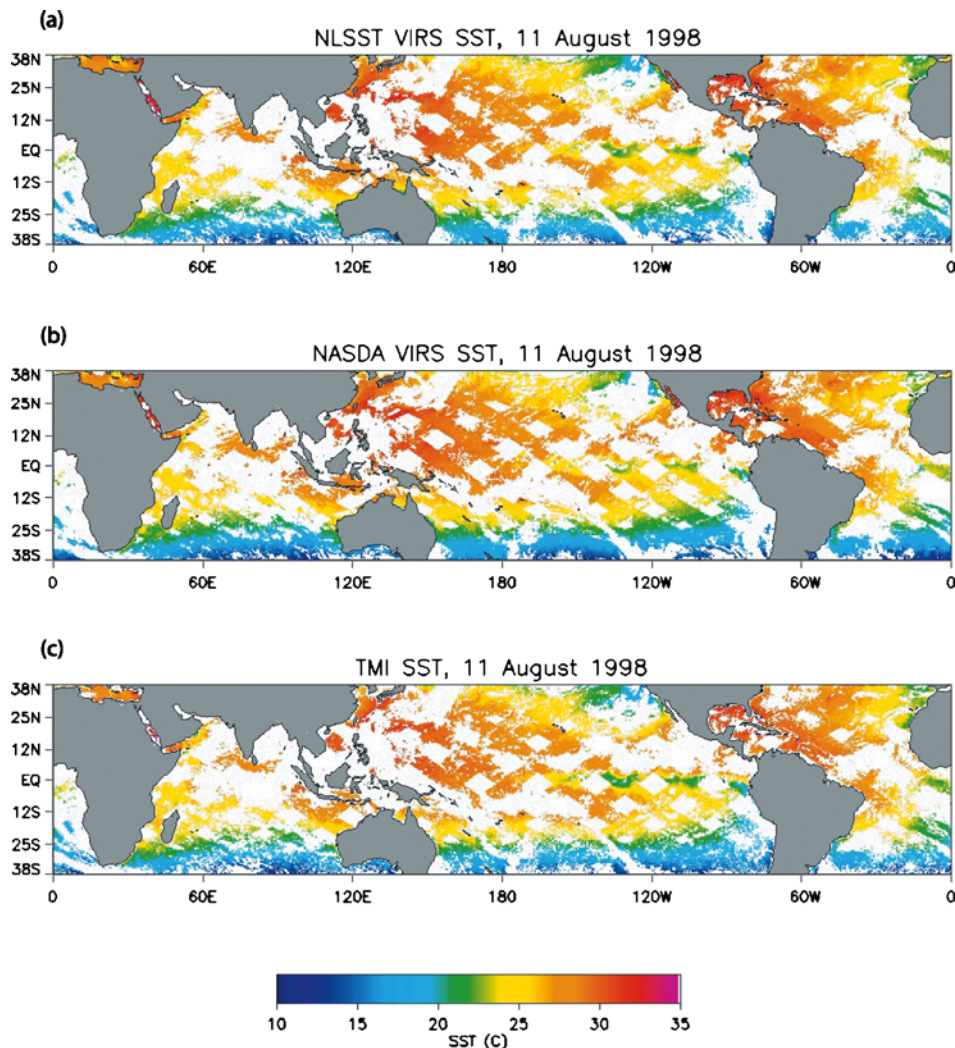 (a)
NLSST VIRS SST, 11 August 1998
38N
25N
12N
EQ
12S
25S
38S
0 60E 120E 180 120W 60W 0
(b)
NASDA VIRS SST, 11 August 1998
38N
25N
12N
EQ
12S
25S
38S
0 60E 120E 180 120W 60W 0
(c)
TMI SST, 11 August 1998
38N
25N
12N
EQ
12S
25S
38S
0 60E 120E 180 120W 60W 0
10 15 20 25 30 35
SST (C)